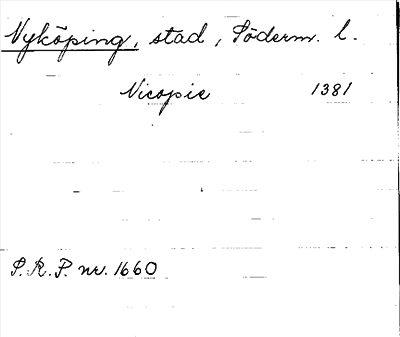 Nyköping, stad, Söderm. l.
Nicopie 1381
S.R.P. nr. 1660